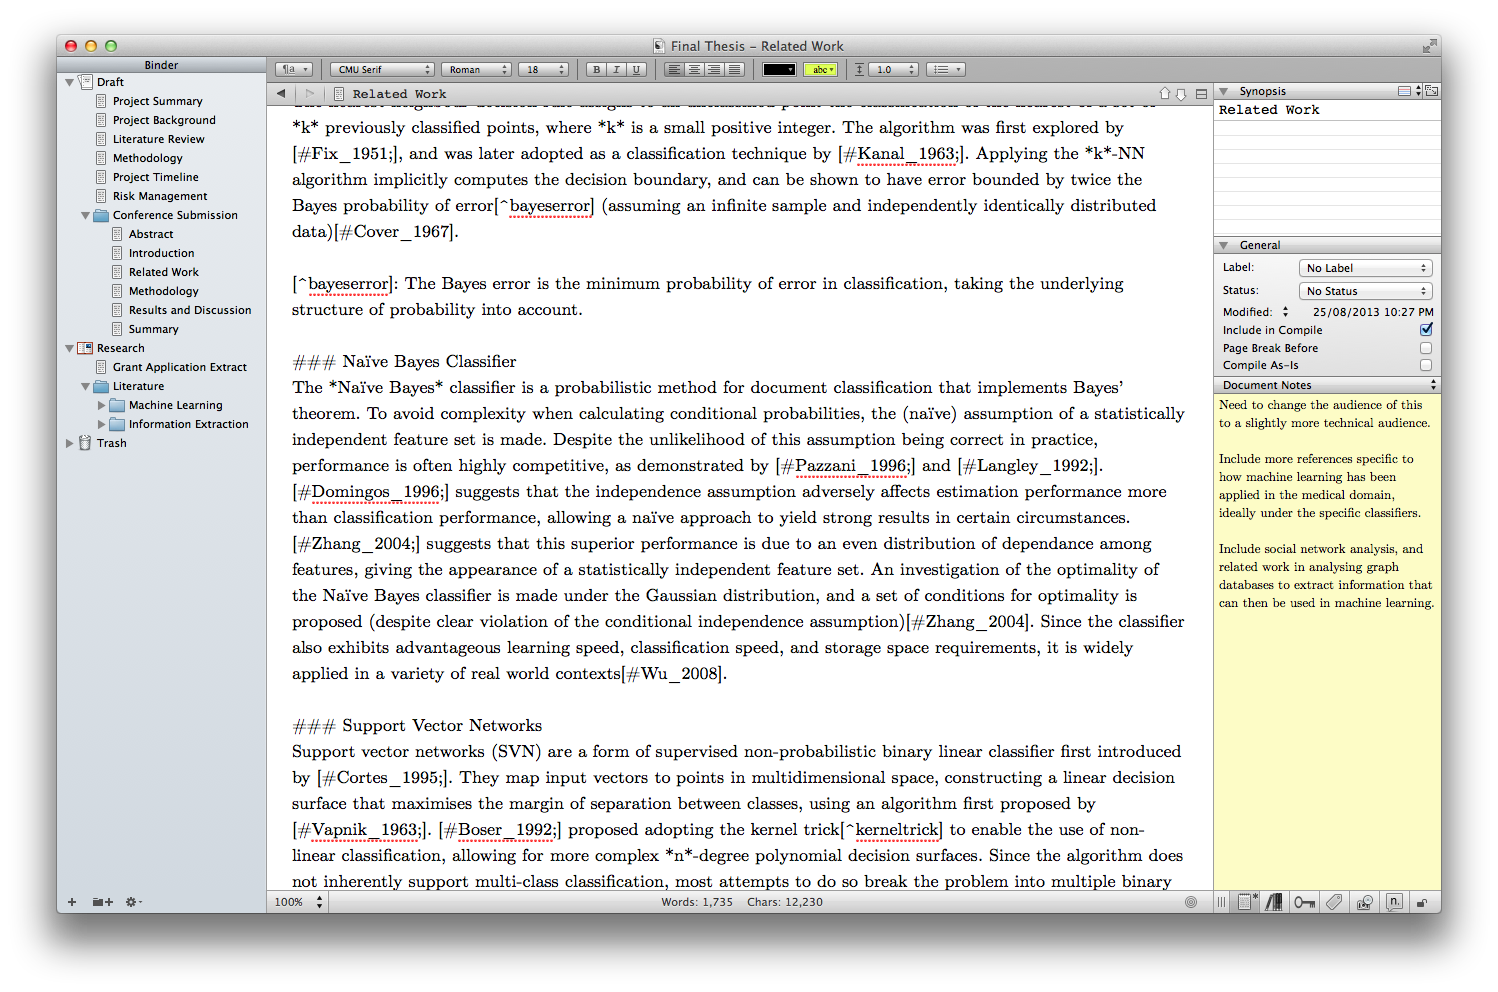 Final Thesis – Related Work
Binder
Draft
Project Summary
Project Background
Literature Review
Methodology
Project Timeline
Risk Management
Conference Submission
Abstract
Introduction
Related Work
Methodology
Results and Discussion
Summary
Research
Grant Application Extract
Literature
Machine Learning
Information Extraction
Trash
¶a
CMU Serif
Roman
18
B I U
abc
1.0
Related Work
*k* previously classified points, where *k* is a small positive integer. The algorithm was first explored by
[#Fix_1951;], and was later adopted as a classification technique by [#Kanal_1963;]. Applying the *k*-NN
algorithm implicitly computes the decision boundary, and can be shown to have error bounded by twice the
Bayes probability of error[^bayeserror] (assuming an infinite sample and independently identically distributed
data)[#Cover_1967].
[^bayeserror]: The Bayes error is the minimum probability of error in classification, taking the underlying
structure of probability into account.
### Naïve Bayes Classifier
The *Naïve Bayes* classifier is a probabilistic method for document classification that implements Bayes’
theorem. To avoid complexity when calculating conditional probabilities, the (naïve) assumption of a statistically
independent feature set is made. Despite the unlikelihood of this assumption being correct in practice,
performance is often highly competitive, as demonstrated by [#Pazzani_1996;] and [#Langley_1992;].
[#Domingos_1996;] suggests that the independence assumption adversely affects estimation performance more
than classification performance, allowing a naïve approach to yield strong results in certain circumstances.
[#Zhang_2004;] suggests that this superior performance is due to an even distribution of dependance among
features, giving the appearance of a statistically independent feature set. An investigation of the optimality of
the Naïve Bayes classifier is made under the Gaussian distribution, and a set of conditions for optimality is
proposed (despite clear violation of the conditional independence assumption)[#Zhang_2004]. Since the classifier
also exhibits advantageous learning speed, classification speed, and storage space requirements, it is widely
applied in a variety of real world contexts[#Wu_2008].
### Support Vector Networks
Support vector networks (SVN) are a form of supervised non-probabilistic binary linear classifier first introduced
by [#Cortes_1995;]. They map input vectors to points in multidimensional space, constructing a linear decision
surface that maximises the margin of separation between classes, using an algorithm first proposed by
[#Vapnik_1963;]. [#Boser_1992;] proposed adopting the kernel trick[^kerneltrick] to enable the use of non-
linear classification, allowing for more complex *n*-degree polynomial decision surfaces. Since the algorithm does
not inherently support multi-class classification, most attempts to do so break the problem into multiple binary
100%
Words: 1,735 Chars: 12,230
Synopsis
Related Work
General
Label: No Label
Status: No Status
Modified: 25/08/2013 10:27 PM
Include in Compile
Page Break Before
Compile As-Is
Document Notes
Need to change the audience of this
to a slightly more technical audience.
Include more references specific to
how machine learning has been
applied in the medical domain,
ideally under the specific classifiers.
Include social network analysis, and
related work in analysing graph
databases to extract information that
can then be used in machine learning.
n.